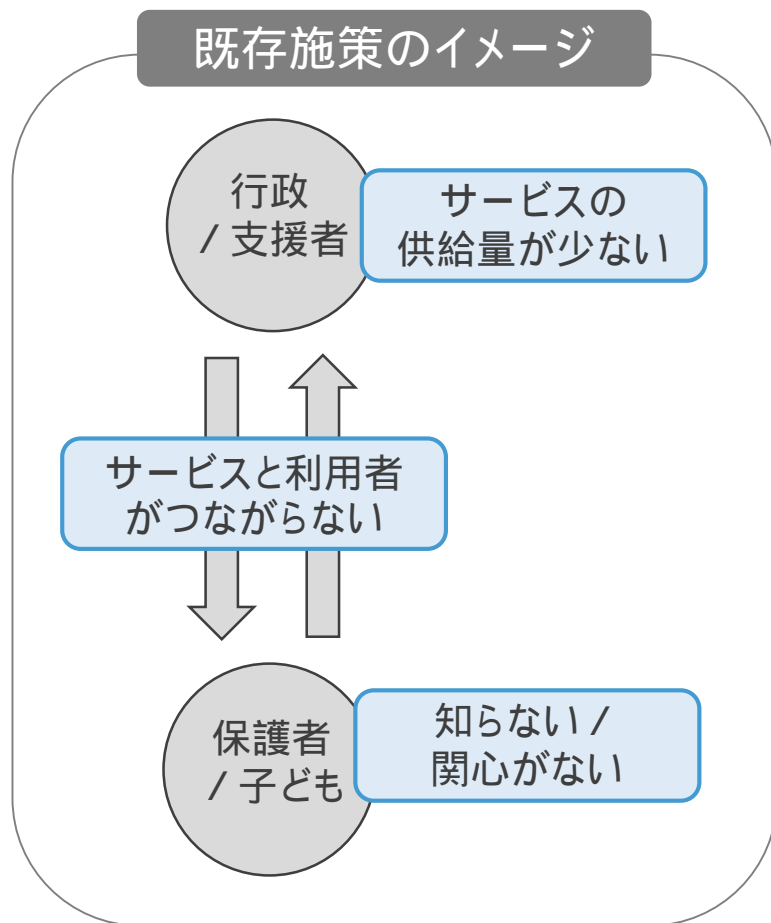 既存施策のイメージ
行政
/ 支援者
サービスの
供給量が少ない
サービスと利用者
がつながらない
保護者
/ 子ども
知らない /
関心がない